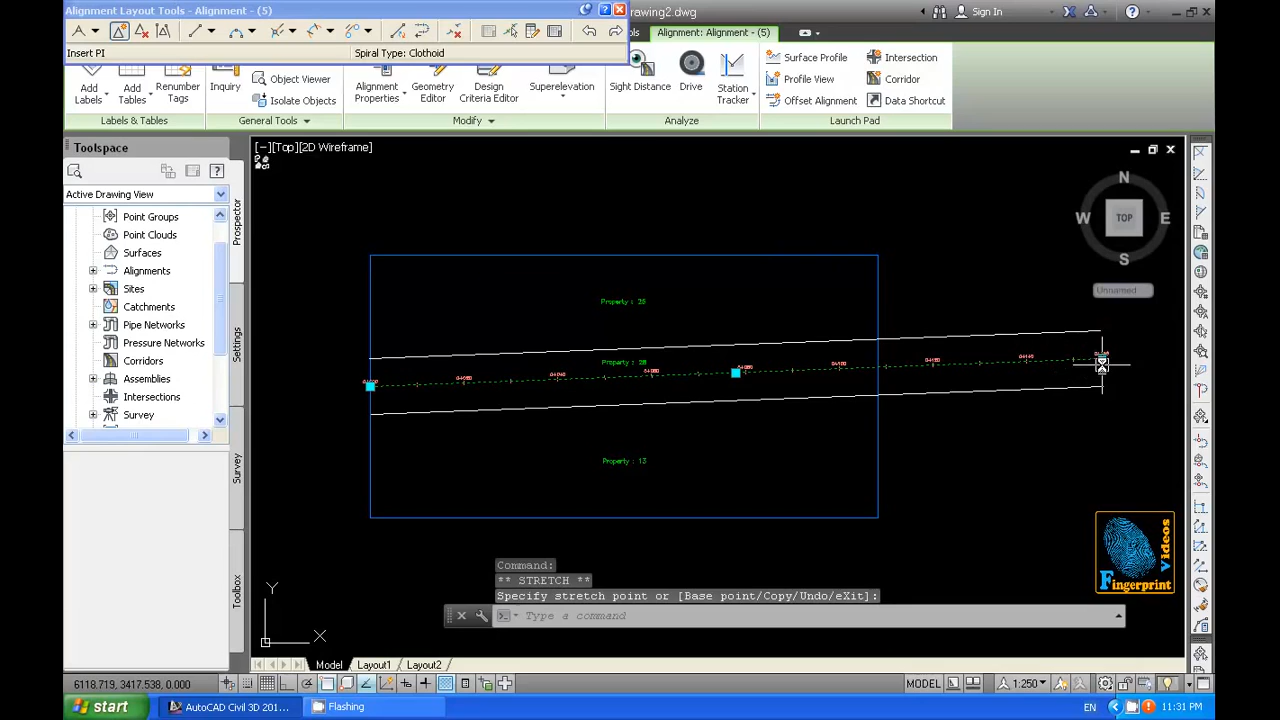 Alignment Layout Tools - Alignment - (5)
rawing2.dwg
Sign In
ls
Alignment: Alignment - (5)
Insert PI
Spiral Type: Clothoid
Add Labels
Add Tables
Renumber Tags
Inquiry
Object Viewer
Isolate Objects
Alignment Properties
Geometry Editor
Design Criteria Editor
Superelevation
Sight Distance
Drive
Station Tracker
Surface Profile
Profile View
Offset Alignment
Intersection
Corridor
Data Shortcut
Labels & Tables
General Tools
Modify
Analyze
Launch Pad
Toolspace
Active Drawing View
Point Groups
Point Clouds
Surfaces
Alignments
Sites
Catchments
Pipe Networks
Pressure Networks
Corridors
Assemblies
Intersections
Survey
Prospector
Settings
Survey
Toolbox
[−][Top][2D Wireframe]
N
W
TOP
E
S
Unnamed
Property : 13
Y
X
Command:
** STRETCH **
Specify stretch point or [Base point/Copy/Undo/eXit]:
Type a command
Fingerprint
Videos
Model
Layout1
Layout2
6118.719, 3417.538, 0.000
MODEL
1:250
start
AutoCAD Civil 3D 201...
Flashing
EN
11:31 PM